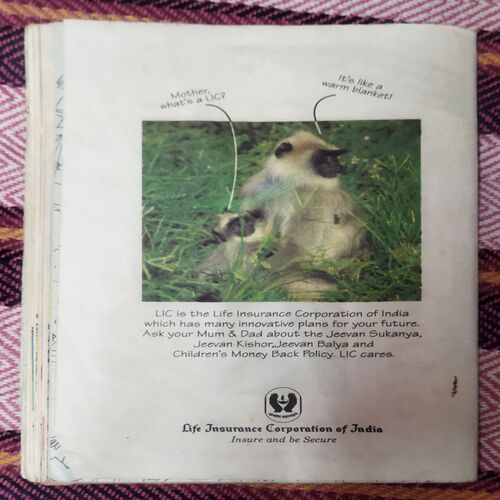 Mother,
what's a LIC?
It's like a
warm blanket!
LIC is the Life Insurance Corporation of India
which has many innovative plans for your future.
Ask your Mum & Dad about the Jeevan Sukanya,
Jeevan Kishor, Jeevan Balya and
Children's Money Back Policy. LIC cares.
Life Insurance Corporation of India
Insure and be Secure